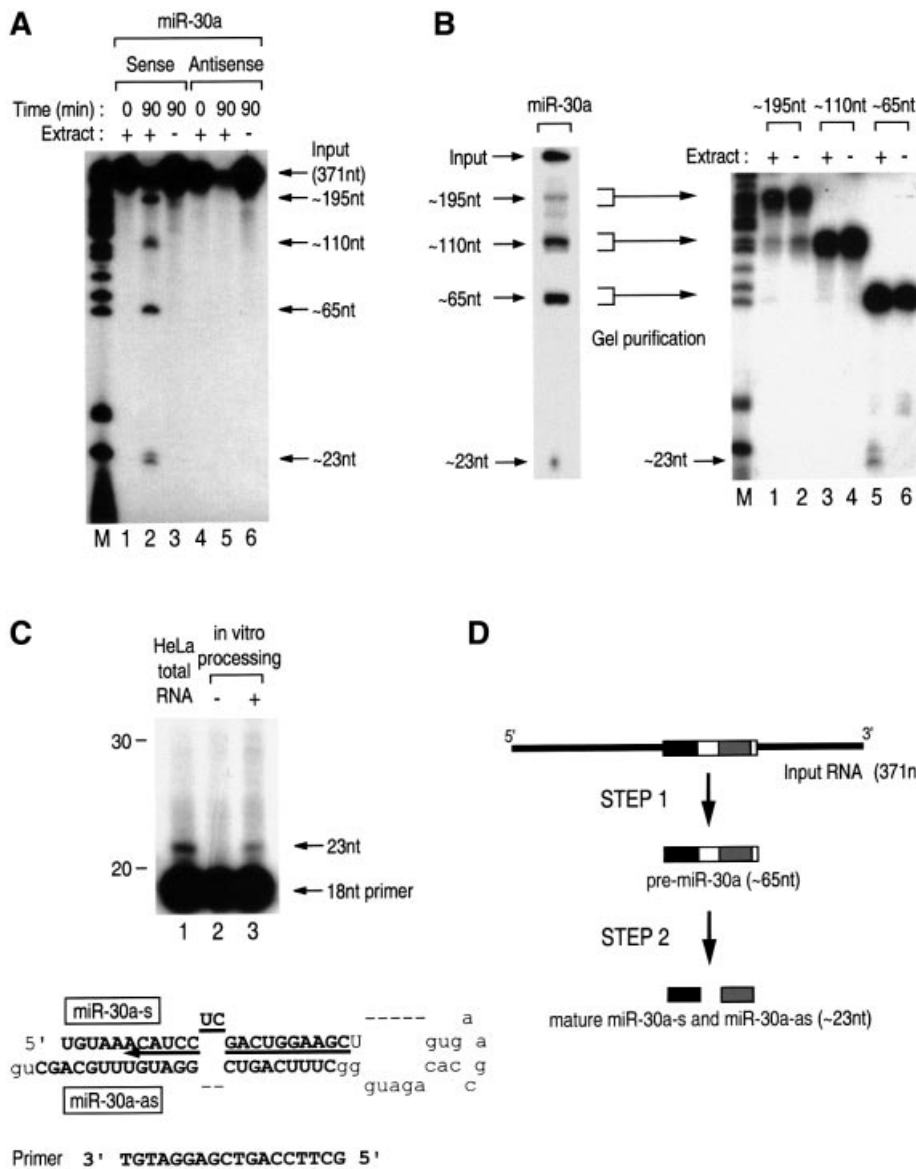 A
miR-30a
Sense Antisense
Time (min) : 0 90 90 0 90 90
Extract : + + - + + -
Input
(371nt)
~195nt
~110nt
~65nt
~23nt
M 1 2 3 4 5 6
B
miR-30a
Input
~195nt
~110nt
~65nt
~23nt
Gel purification
~195nt ~110nt ~65nt
Extract : + - + - + -
~23nt
M 1 2 3 4 5 6
C
HeLa
total
RNA
in vitro
processing
- +
30
20
23nt
18nt primer
1 2 3
miR-30a-s
UC ----- a
5' UGUAAACAUCC GACUGGAAGCU gug a
guCGACGUUUGUAGG CUGACUUUCgg cac g
-- guaga c
miR-30a-as
Primer 3' TGTAGGAGCTGACCTTCG 5'
D
5' 3'
Input RNA (371n
STEP 1
pre-miR-30a (~65nt)
STEP 2
mature miR-30a-s and miR-30a-as (~23nt)